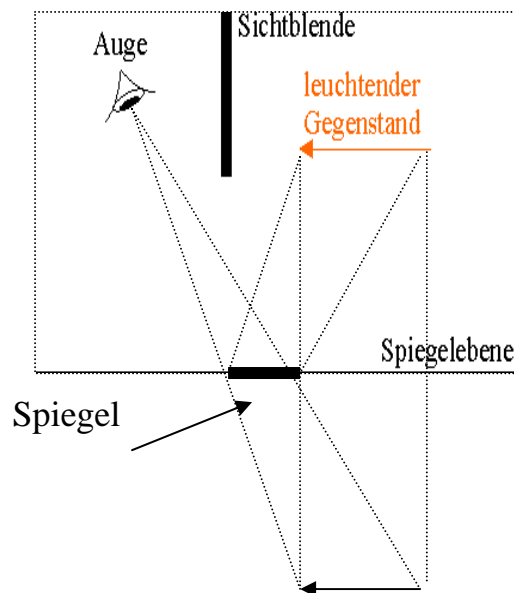 Sichtblende
Auge
leuchtender
Gegenstand
Spiegelebene
Spiegel